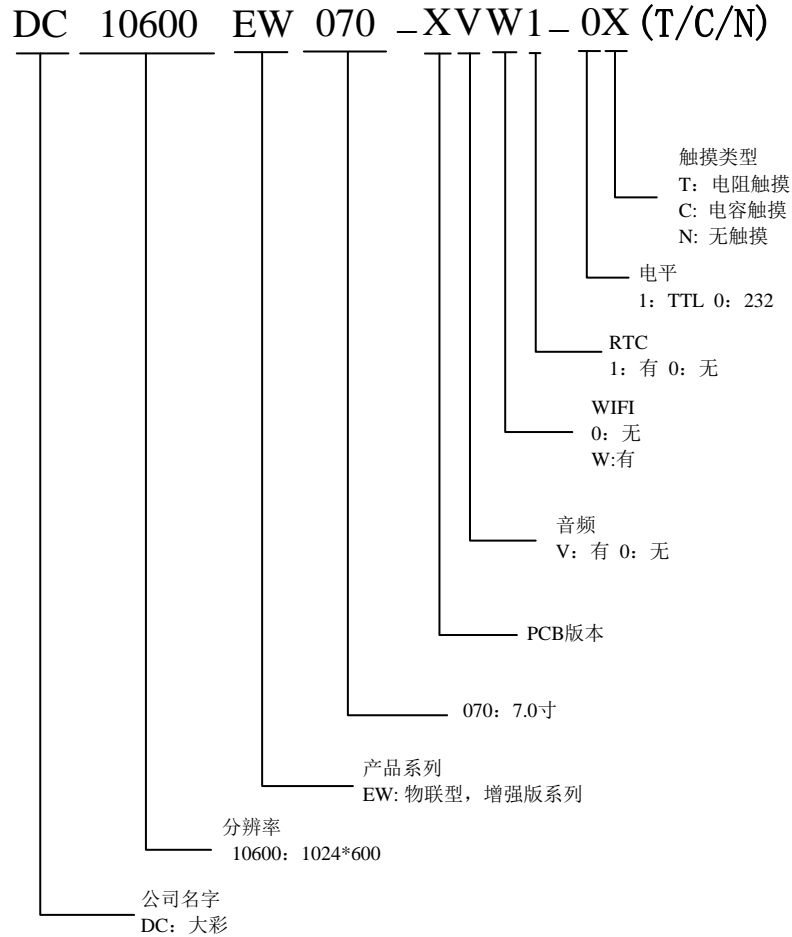 DC 10600 EW 070 –XVW1– 0X(T/C/N)
触摸类型
T：电阻触摸
C: 电容触摸
N: 无触摸
电平
1：TTL 0：232
RTC
1：有 0：无
WIFI
0：无
W:有
音频
V：有 0：无
PCB版本
070：7.0寸
产品系列
EW: 物联型，增强版系列
分辨率
10600：1024*600
公司名字
DC：大彩